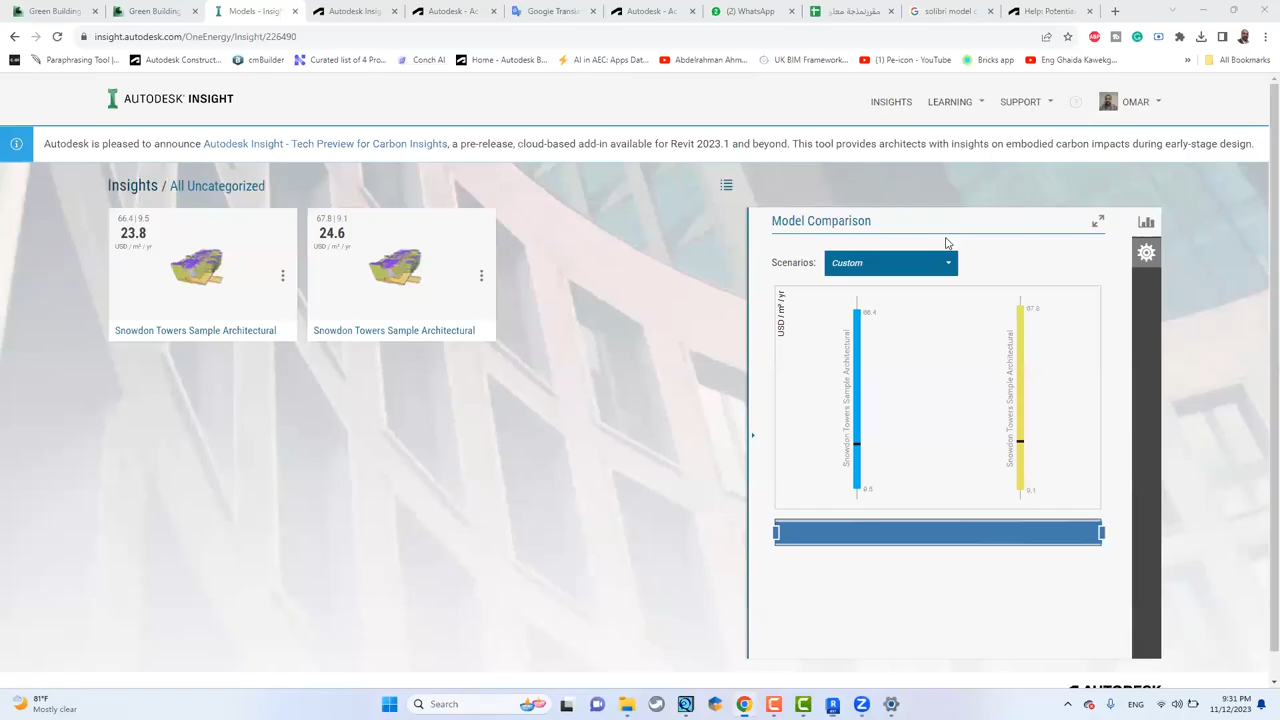 Green Building
Green Building
Models - Insight
Autodesk Insig
Autodesk - Ac
Google Transla
Autodesk - Ac
(2) WhatsApp
مقررنمذجة معلو
solibri model c
Help: Potentia
insight.autodesk.com/OneEnergy/Insight/226490
Paraphrasing Tool |
Autodesk Construct...
cmBuilder
Curated list of 4 Pro...
Conch AI
Home - Autodesk B...
AI in AEC: Apps Dat...
Abdelrahman Ahm...
UK BIM Framework...
(1) Pe-icon - YouTube
Bricks app
Eng Ghaida Kawekg...
»
All Bookmarks
AUTODESK® INSIGHT
INSIGHTS
LEARNING
SUPPORT
OMAR
Autodesk is pleased to announce Autodesk Insight - Tech Preview for Carbon Insights, a pre-release, cloud-based add-in available for Revit 2023.1 and beyond. This tool provides architects with insights on embodied carbon impacts during early-stage design.
Insights / All Uncategorized
66.4 | 9.5
23.8
USD / m² / yr
Snowdon Towers Sample Architectural
67.8 | 9.1
24.6
USD / m² / yr
Snowdon Towers Sample Architectural
Model Comparison
Scenarios:
Custom
USD / m² / yr
Snowdon Towers Sample Architectural
66.4
9.5
Snowdon Towers Sample Architectural
67.8
9.1
81°F
Mostly clear
Search
ENG
9:31 PM
11/12/2023